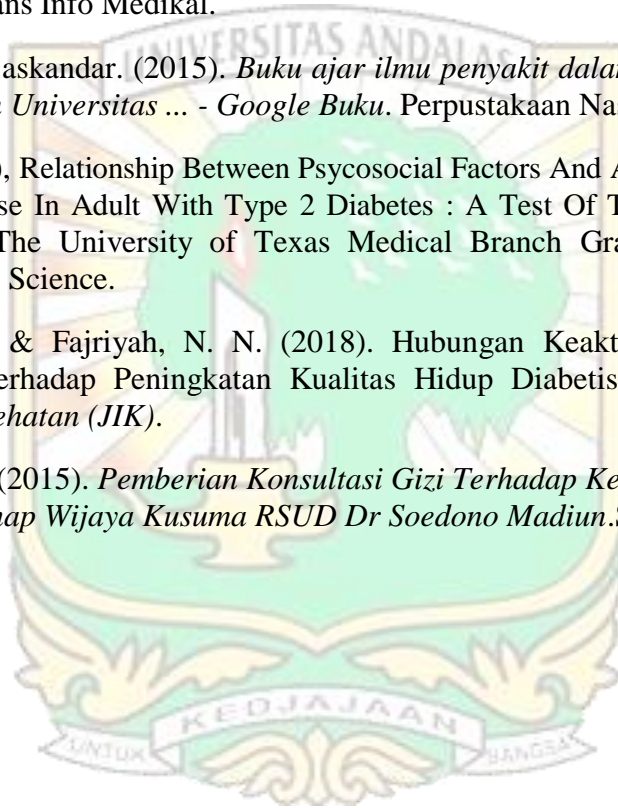 ans Info Medikal.
UNIVERSITAS ANDALAS
askandar. (2015). Buku ajar ilmu penyakit dalam
Universitas ... - Google Buku. Perpustakaan Nas
), Relationship Between Psycosocial Factors And A
se In Adult With Type 2 Diabetes : A Test Of T
The University of Texas Medical Branch Gra
Science.
& Fajriyah, N. N. (2018). Hubungan Keakt
erhadap Peningkatan Kualitas Hidup Diabetis
ehatan (JIK).
(2015). Pemberian Konsultasi Gizi Terhadap Ke
nap Wijaya Kusuma RSUD Dr Soedono Madiun.S
KEDJAJAAN
UNTUK BANGSA